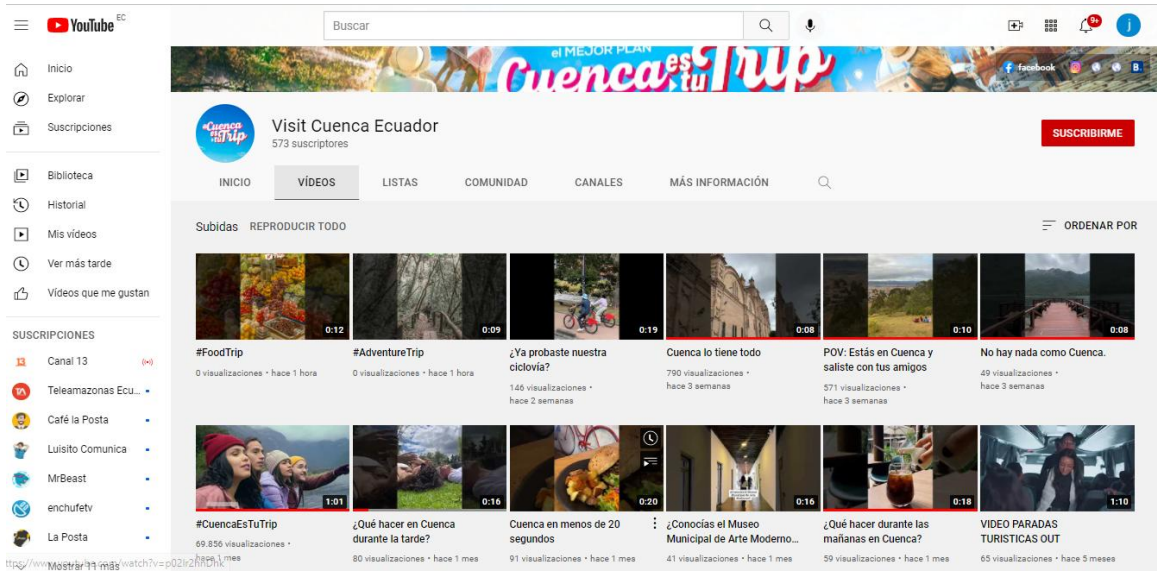 YouTube EC
Buscar
9+
j
Inicio
Explorar
Suscripciones
Biblioteca
Historial
Mis vídeos
Ver más tarde
Vídeos que me gustan
SUSCRIPCIONES
Canal 13
Teleamazonas Ecu...
Café la Posta
Luisito Comunica
MrBeast
enchufetv
La Posta
Mostrar 11 más
el MEJOR PLAN
Cuenca es tu Trip
facebook
B.
Cuenca es tu Trip
Visit Cuenca Ecuador
573 suscriptores
SUSCRIBIRME
INICIO VÍDEOS LISTAS COMUNIDAD CANALES MÁS INFORMACIÓN
Subidas REPRODUCIR TODO
ORDENAR POR
0:12
#FoodTrip
0 visualizaciones • hace 1 hora
0:09
#AdventureTrip
0 visualizaciones • hace 1 hora
0:19
¿Ya probaste nuestra
ciclovía?
146 visualizaciones •
hace 2 semanas
0:08
Cuenca lo tiene todo
790 visualizaciones •
hace 3 semanas
0:10
POV: Estás en Cuenca y
saliste con tus amigos
571 visualizaciones •
hace 3 semanas
0:08
No hay nada como Cuenca.
49 visualizaciones •
hace 3 semanas
1:01
#CuencaEsTuTrip
69.856 visualizaciones •
hace 1 mes
0:16
¿Qué hacer en Cuenca
durante la tarde?
80 visualizaciones • hace 1 mes
0:20
Cuenca en menos de 20
segundos
91 visualizaciones • hace 1 mes
0:16
¿Conocías el Museo
Municipal de Arte Moderno...
41 visualizaciones • hace 1 mes
0:18
¿Qué hacer durante las
mañanas en Cuenca?
59 visualizaciones • hace 1 mes
1:10
VIDEO PARADAS
TURISTICAS OUT
65 visualizaciones • hace 5 meses